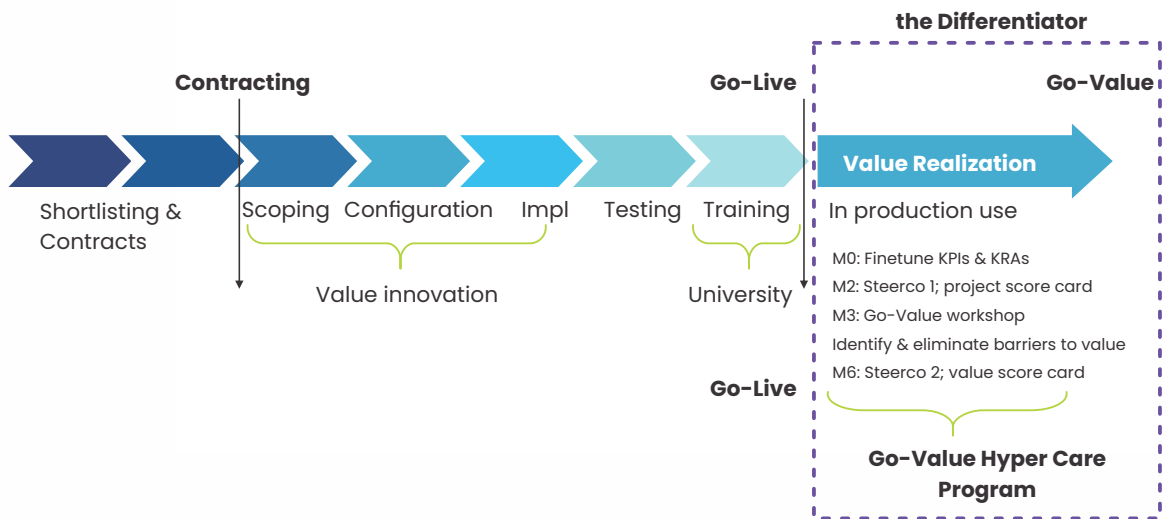 the Differentiator
Contracting
Go-Live
Go-Value
Value Realization
Shortlisting &
Contracts
Scoping
Configuration
Impl
Testing
Training
In production use
Value innovation
University
M0: Finetune KPIs & KRAs
M2: Steerco 1; project score card
M3: Go-Value workshop
Identify & eliminate barriers to value
M6: Steerco 2; value score card
Go-Live
Go-Value Hyper Care
Program